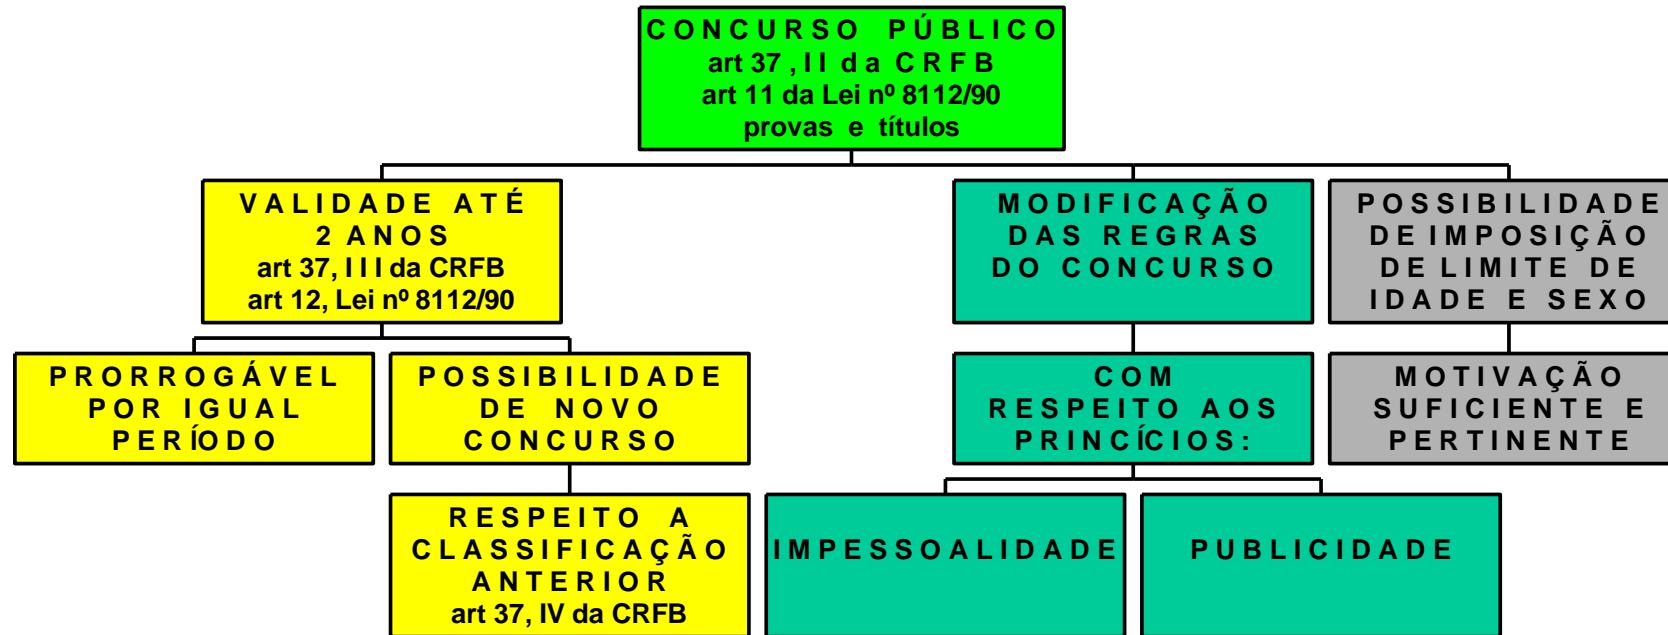 CONCURSO PÚBLICO
art 37 , II da CRFB
art 11 da Lei nº 8112/90
provas e títulos
VALIDADE ATÉ
2 ANOS
art 37, III da CRFB
art 12, Lei nº 8112/90
MODIFICAÇÃO
DAS REGRAS
DO CONCURSO
POSSIBILIDADE
DE IMPOSIÇÃO
DE LIMITE DE
IDADE E SEXO
PRORROGÁVEL
POR IGUAL
PERÍODO
POSSIBILIDADE
DE NOVO
CONCURSO
COM
RESPEITO AOS
PRINCÍCIOS:
MOTIVAÇÃO
SUFICIENTE E
PERTINENTE
RESPEITO A
CLASSIFICAÇÃO
ANTERIOR
art 37, IV da CRFB
IMPESSOALIDADE
PUBLICIDADE